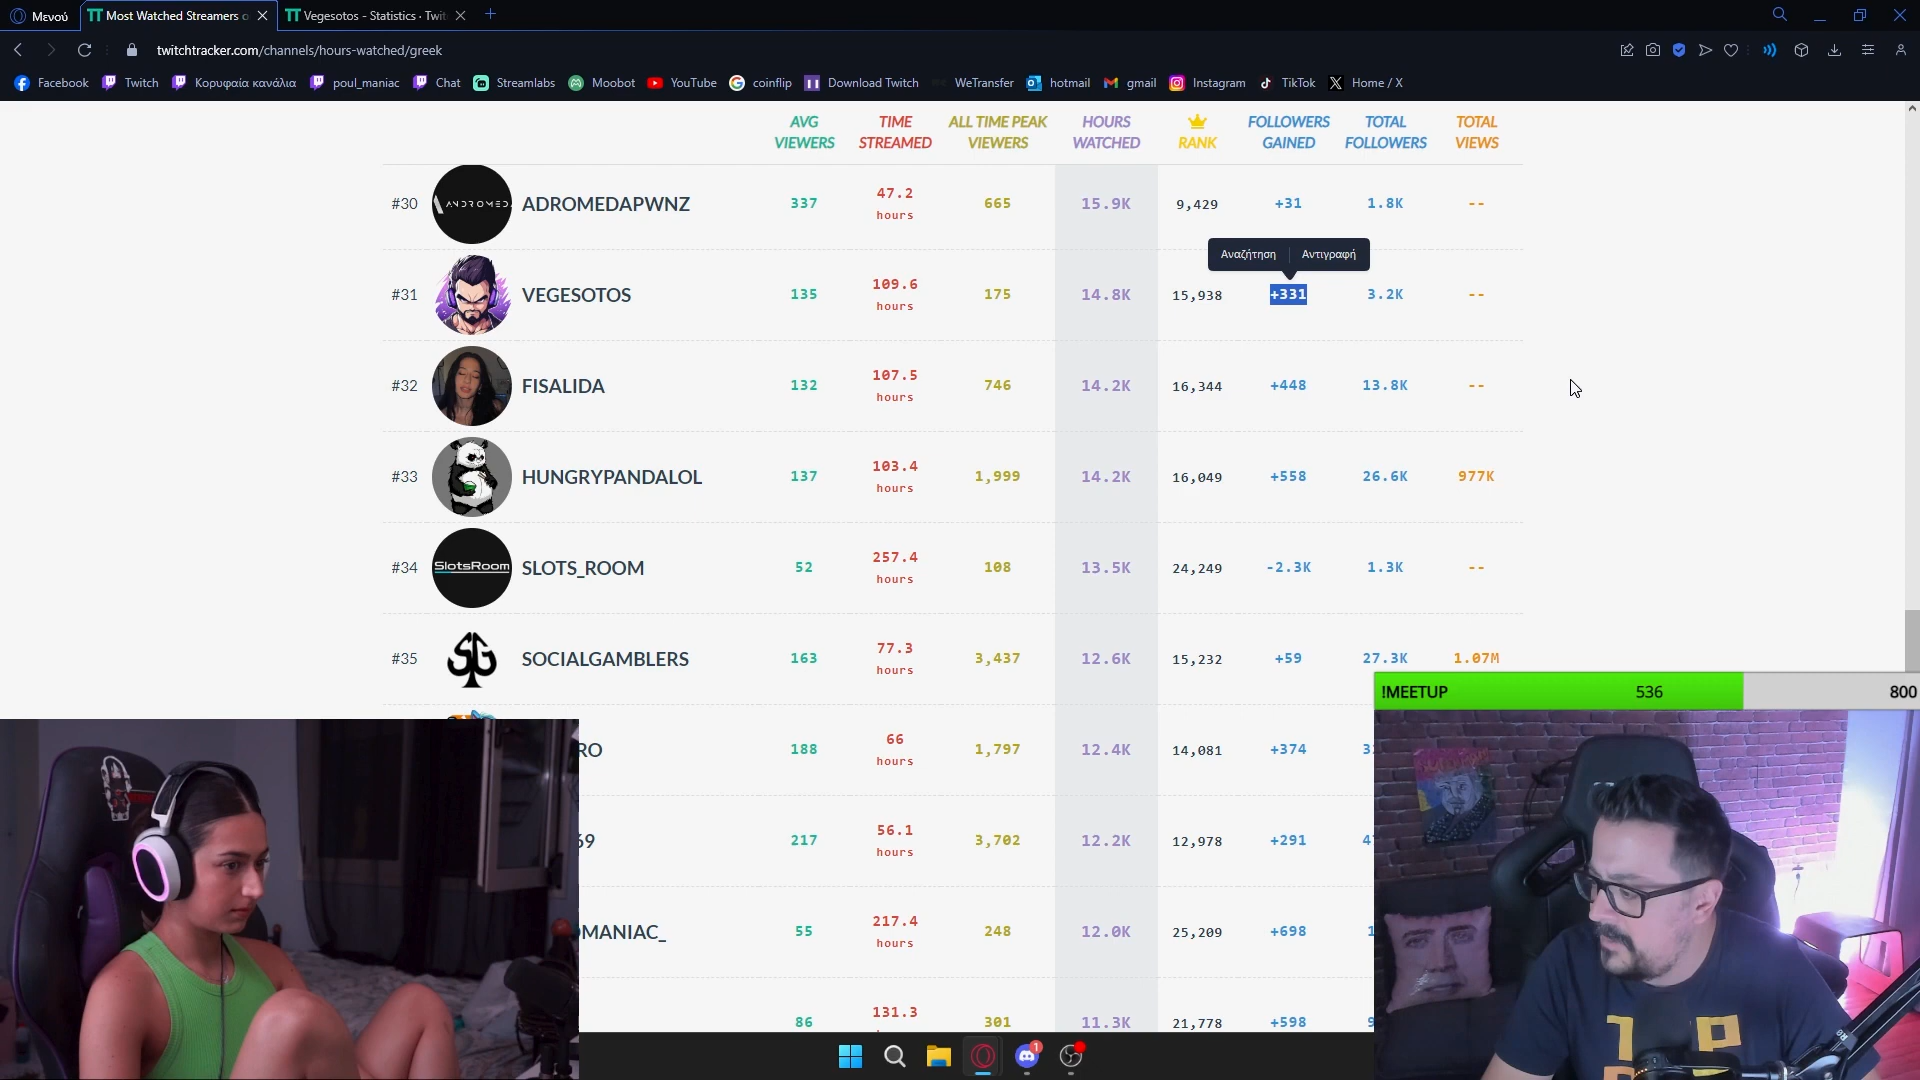 Μενού
Most Watched Streamers o
Vegesotos - Statistics · Twit
twitchtracker.com/channels/hours-watched/greek
Facebook Twitch Κορυφαία κανάλια poul_maniac Chat Streamlabs Moobot YouTube coinflip Download Twitch WeTransfer hotmail gmail Instagram TikTok Home / X
AVG VIEWERS TIME STREAMED ALL TIME PEAK VIEWERS HOURS WATCHED RANK FOLLOWERS GAINED TOTAL FOLLOWERS TOTAL VIEWS
#30 ADROMEDAPWNZ 337 47.2 hours 665 15.9K 9,429 +31 1.8K --
Αναζήτηση Αντιγραφή
#31 VEGESOTOS 135 109.6 hours 175 14.8K 15,938 +331 3.2K --
#32 FISALIDA 132 107.5 hours 746 14.2K 16,344 +448 13.8K --
#33 HUNGRYPANDALOL 137 103.4 hours 1,999 14.2K 16,049 +558 26.6K 977K
#34 SlotsRoom SLOTS_ROOM 52 257.4 hours 108 13.5K 24,249 -2.3K 1.3K --
#35 SG SOCIALGAMBLERS 163 77.3 hours 3,437 12.6K 15,232 +59 27.3K 1.07M
!MEETUP 536 800
RO 188 66 hours 1,797 12.4K 14,081 +374
69 217 56.1 hours 3,702 12.2K 12,978 +291
MANIAC_ 55 217.4 hours 248 12.0K 25,209 +698
86 131.3 301 11.3K 21,778 +598